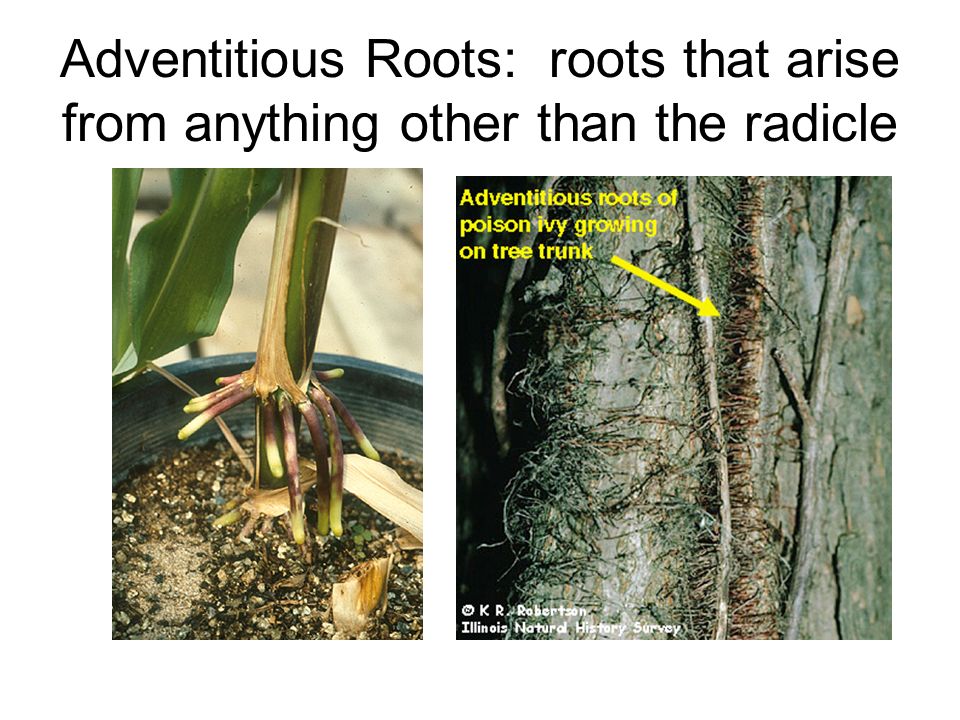 Adventitious Roots:  roots that arise
from anything other than the radicle
Adventitious roots of
poison ivy growing
on tree trunk
© K R. Robertson
Illinois Natural History Survey